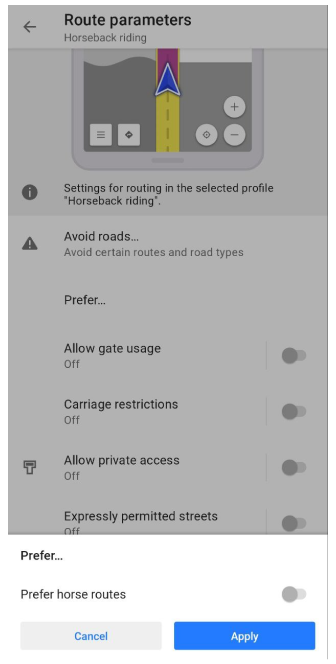 Route parameters
Horseback riding
Settings for routing in the selected profile
"Horseback riding".
Avoid roads...
Avoid certain routes and road types
Prefer...
Allow gate usage
Off
Carriage restrictions
Off
Allow private access
Off
Expressly permitted streets
Off
Prefer...
Prefer horse routes
Cancel
Apply